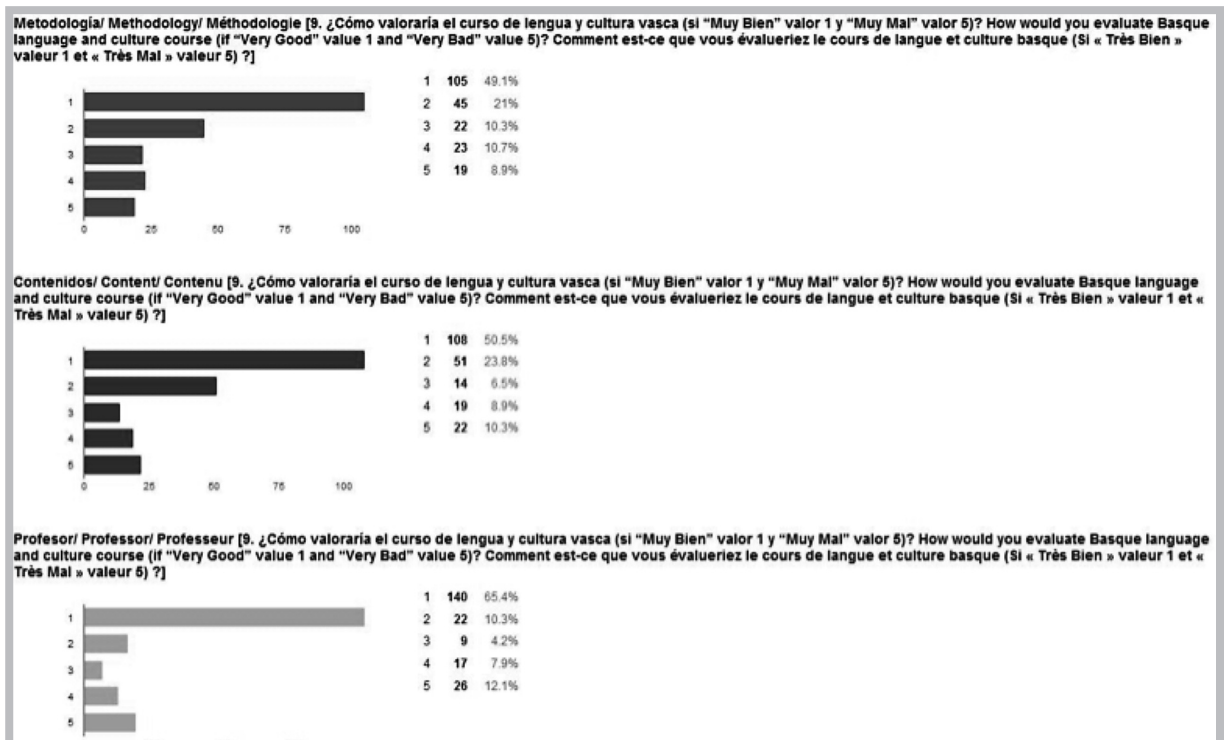 Metodología/ Methodology/ Méthodologie [9. ¿Cómo valoraría el curso de lengua y cultura vasca (si “Muy Bien” valor 1 y “Muy Mal” valor 5)? How would you evaluate Basque
language and culture course (if “Very Good” value 1 and “Very Bad” value 5)? Comment est-ce que vous évalueriez le cours de langue et culture basque (Si « Très Bien »
valeur 1 et « Très Mal » valeur 5) ?]
1 105 49.1%
2 45 21%
3 22 10.3%
4 23 10.7%
5 19 8.9%
1
2
3
4
5
0 25 50 75 100
Contenidos/ Content/ Contenu [9. ¿Cómo valoraría el curso de lengua y cultura vasca (si “Muy Bien” valor 1 y “Muy Mal” valor 5)? How would you evaluate Basque language
and culture course (if “Very Good” value 1 and “Very Bad” value 5)? Comment est-ce que vous évalueriez le cours de langue et culture basque (Si « Très Bien » valeur 1 et «
Très Mal » valeur 5) ?]
1 108 50.5%
2 51 23.8%
3 14 6.5%
4 19 8.9%
5 22 10.3%
1
2
3
4
5
0 25 50 75 100
Profesor/ Professor/ Professeur [9. ¿Cómo valoraría el curso de lengua y cultura vasca (si “Muy Bien” valor 1 y “Muy Mal” valor 5)? How would you evaluate Basque language
and culture course (if “Very Good” value 1 and “Very Bad” value 5)? Comment est-ce que vous évalueriez le cours de langue et culture basque (Si « Très Bien » valeur 1 et «
Très Mal » valeur 5) ?]
1 140 65.4%
2 22 10.3%
3 9 4.2%
4 17 7.9%
5 26 12.1%
1
2
3
4
5